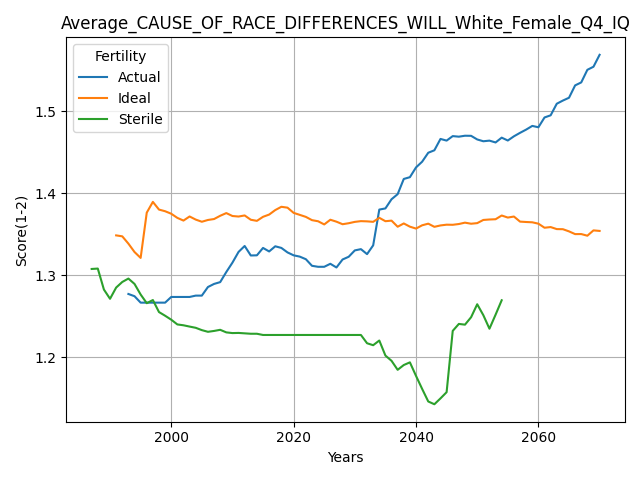 Average_CAUSE_OF_RACE_DIFFERENCES_WILL_White_Female_Q4_IQ
Fertility
Actual
Ideal
Sterile
Score(1-2)
1.5
1.4
1.3
1.2
2000
2020
2040
2060
Years